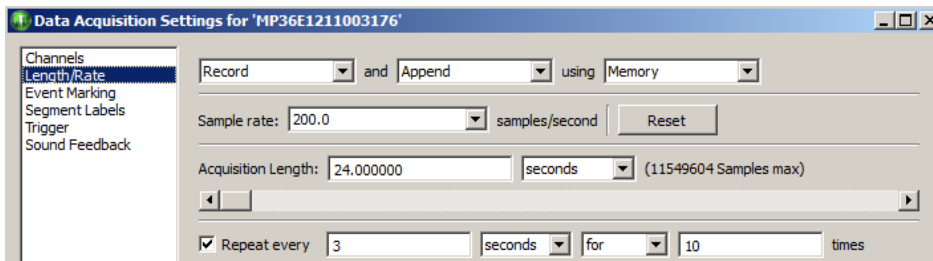 Data Acquisition Settings for 'MP36E1211003176'
Channels
Length/Rate
Event Marking
Segment Labels
Trigger
Sound Feedback
Record and Append using Memory
Sample rate: 200.0 samples/second Reset
Acquisition Length: 24.000000 seconds (11549604 Samples max)
Repeat every 3 seconds for 10 times